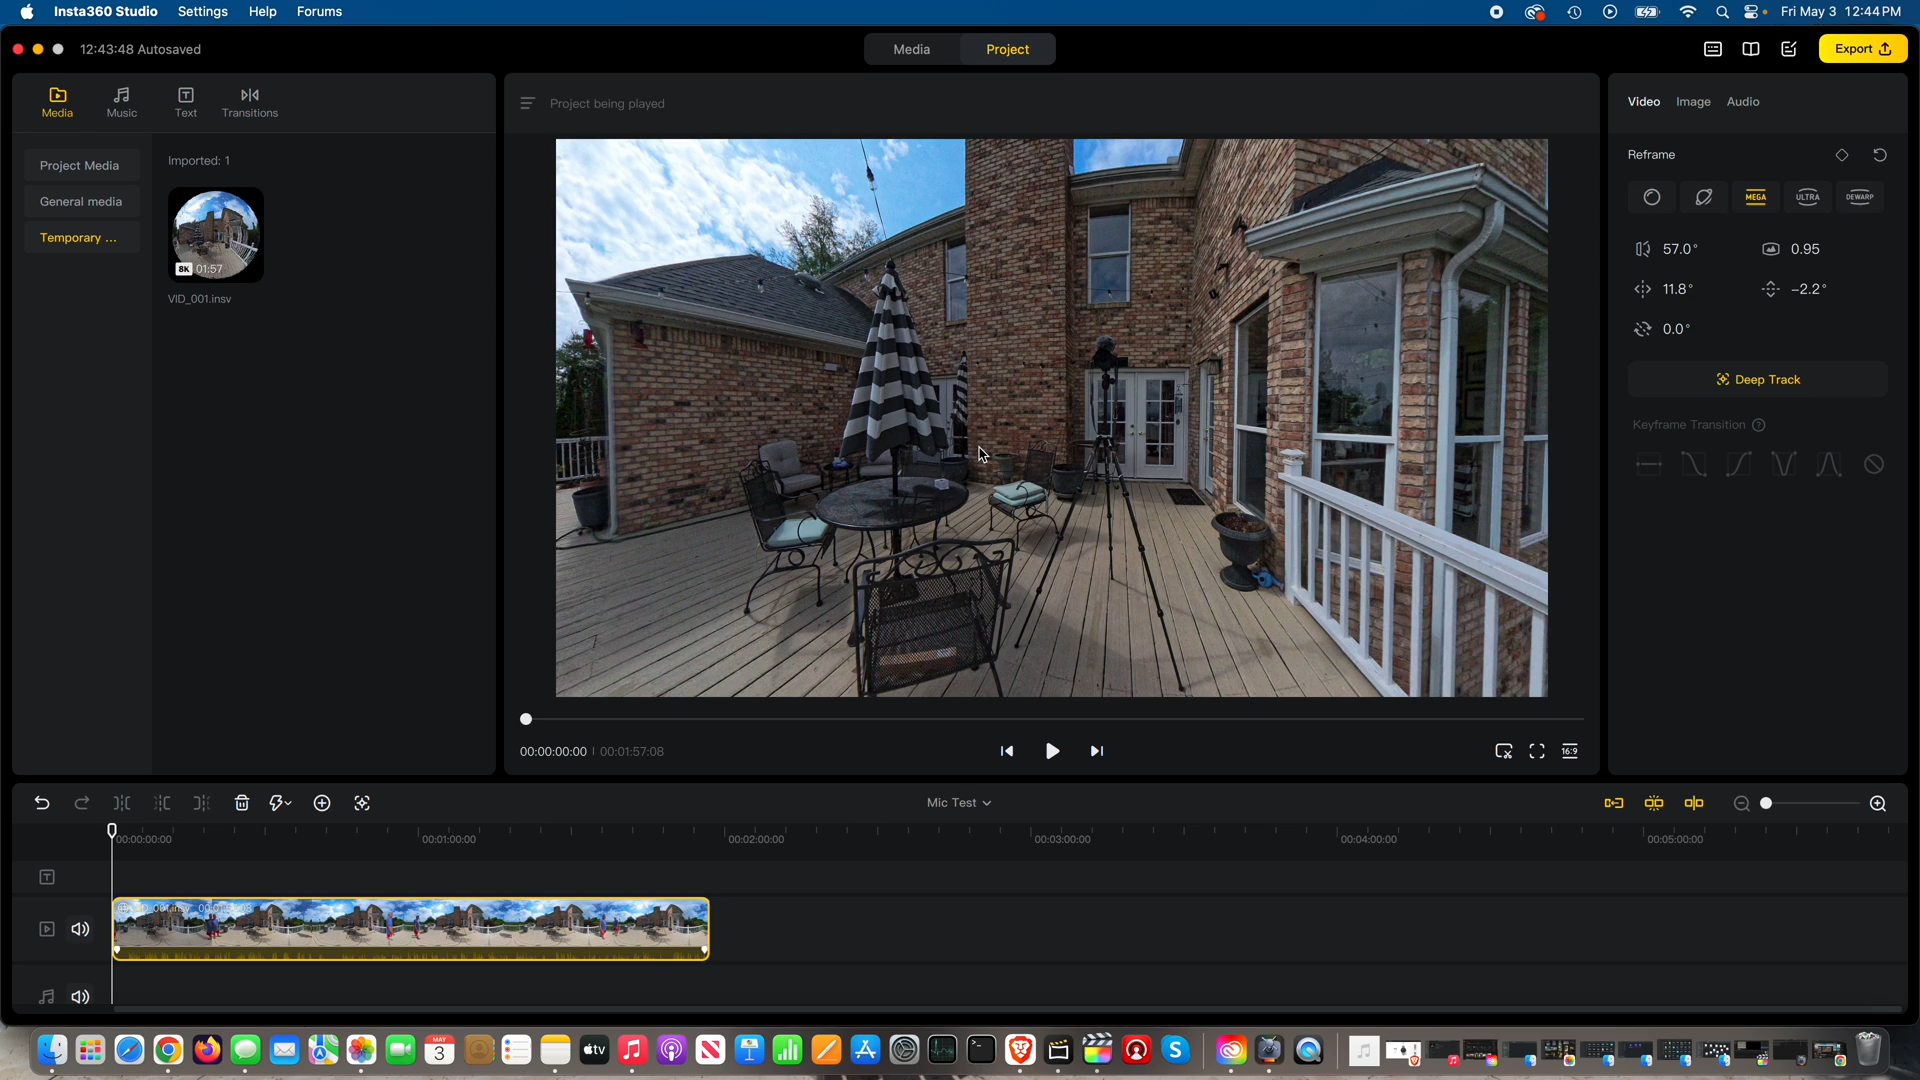 Insta360 Studio Settings Help Forums Fri May 3 12:44PM
12:43:48 Autosaved Media Project Export
Media Music Text Transitions
Project being played
Video Image Audio
Project Media
General media
Temporary ...
Imported: 1
8K 01:57
VID_001.insv
Reframe
MEGA ULTRA DEWARP
57.0° 0.95
11.8° -2.2°
0.0°
Deep Track
Keyframe Transition ?
00:00:00:00 | 00:01:57:08 16:9
Mic Test
00:00:00:00 00:01:00:00 00:02:00:00 00:03:00:00 00:04:00:00 00:05:00:00
T
MAY
3
tv